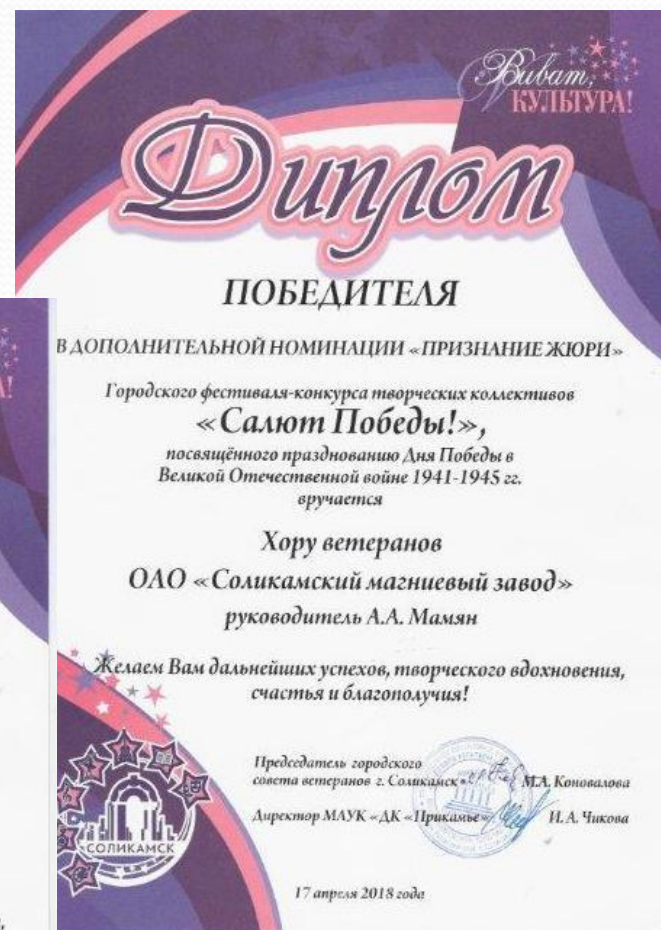 Виват,
КУЛЬТУРА!
Диплом
ПОБЕДИТЕЛЯ
В ДОПОЛНИТЕЛЬНОЙ НОМИНАЦИИ «ПРИЗНАНИЕ ЖЮРИ»
Городского фестиваля-конкурса творческих коллективов
«Салют Победы!»,
посвящённого празднованию Дня Победы в
Великой Отечественной войне 1941-1945 гг.
вручается
Хору ветеранов
ОАО «Соликамский магниевый завод»
руководитель А.А. Мамян
Желаем Вам дальнейших успехов, творческого вдохновения,
счастья и благополучия!
Председатель городского
совета ветеранов г. Соликамск М.А. Коновалова
Директор МАУК «ДК «Прикамье» И.А. Чикова
СОЛИКАМСК
17 апреля 2018 года